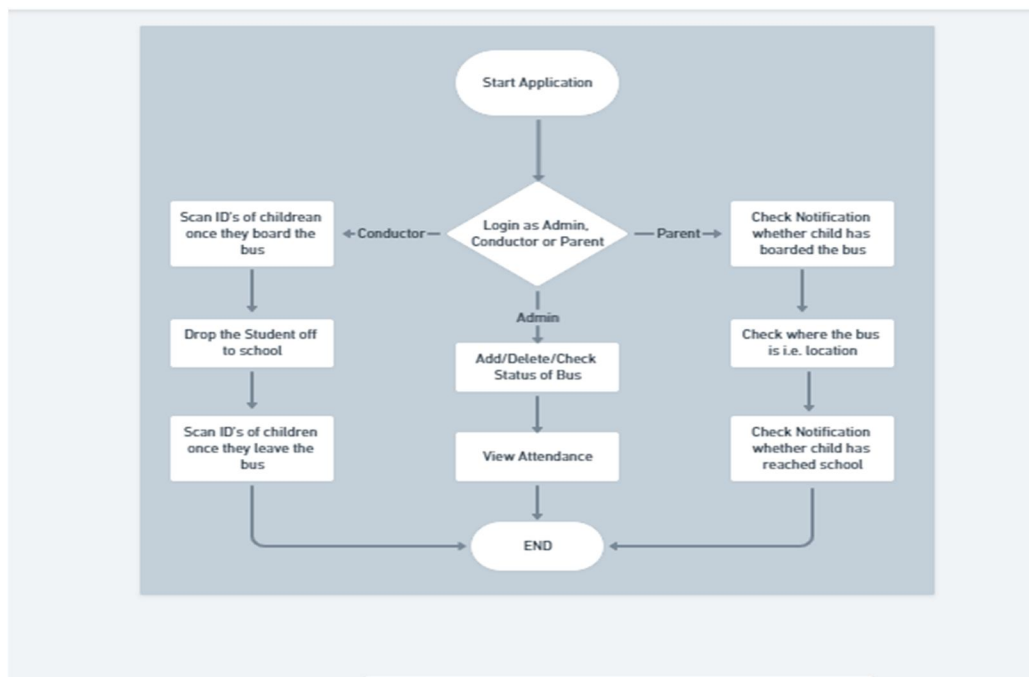 Start Application
Login as Admin,
Conductor or Parent
Conductor
Scan ID's of childrean
once they board the
bus
Drop the Student off
to school
Scan ID's of children
once they leave the
bus
Admin
Add/Delete/Check
Status of Bus
View Attendance
Parent
Check Notification
whether child has
boarded the bus
Check where the bus
is i.e. location
Check Notification
whether child has
reached school
END